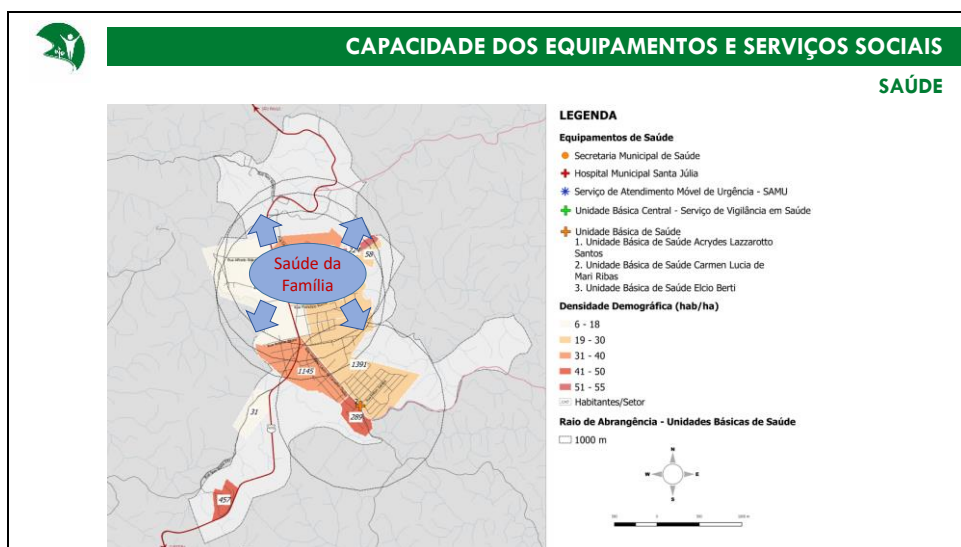 CAPACIDADE DOS EQUIPAMENTOS E SERVIÇOS SOCIAIS
SAÚDE
58
Saúde da
Família
1145
1391
31
289
457
LEGENDA
Equipamentos de Saúde
Secretaria Municipal de Saúde
Hospital Municipal Santa Júlia
Serviço de Atendimento Móvel de Urgência - SAMU
Unidade Básica Central - Serviço de Vigilância em Saúde
Unidade Básica de Saúde
1. Unidade Básica de Saúde Acrydes Lazzarotto
Santos
2. Unidade Básica de Saúde Carmen Lucia de
Mari Ribas
3. Unidade Básica de Saúde Elcio Berti
Densidade Demográfica (hab/ha)
6 - 18
19 - 30
31 - 40
41 - 50
51 - 55
Habitantes/Setor
Raio de Abrangência - Unidades Básicas de Saúde
1000 m
N
W
E
S